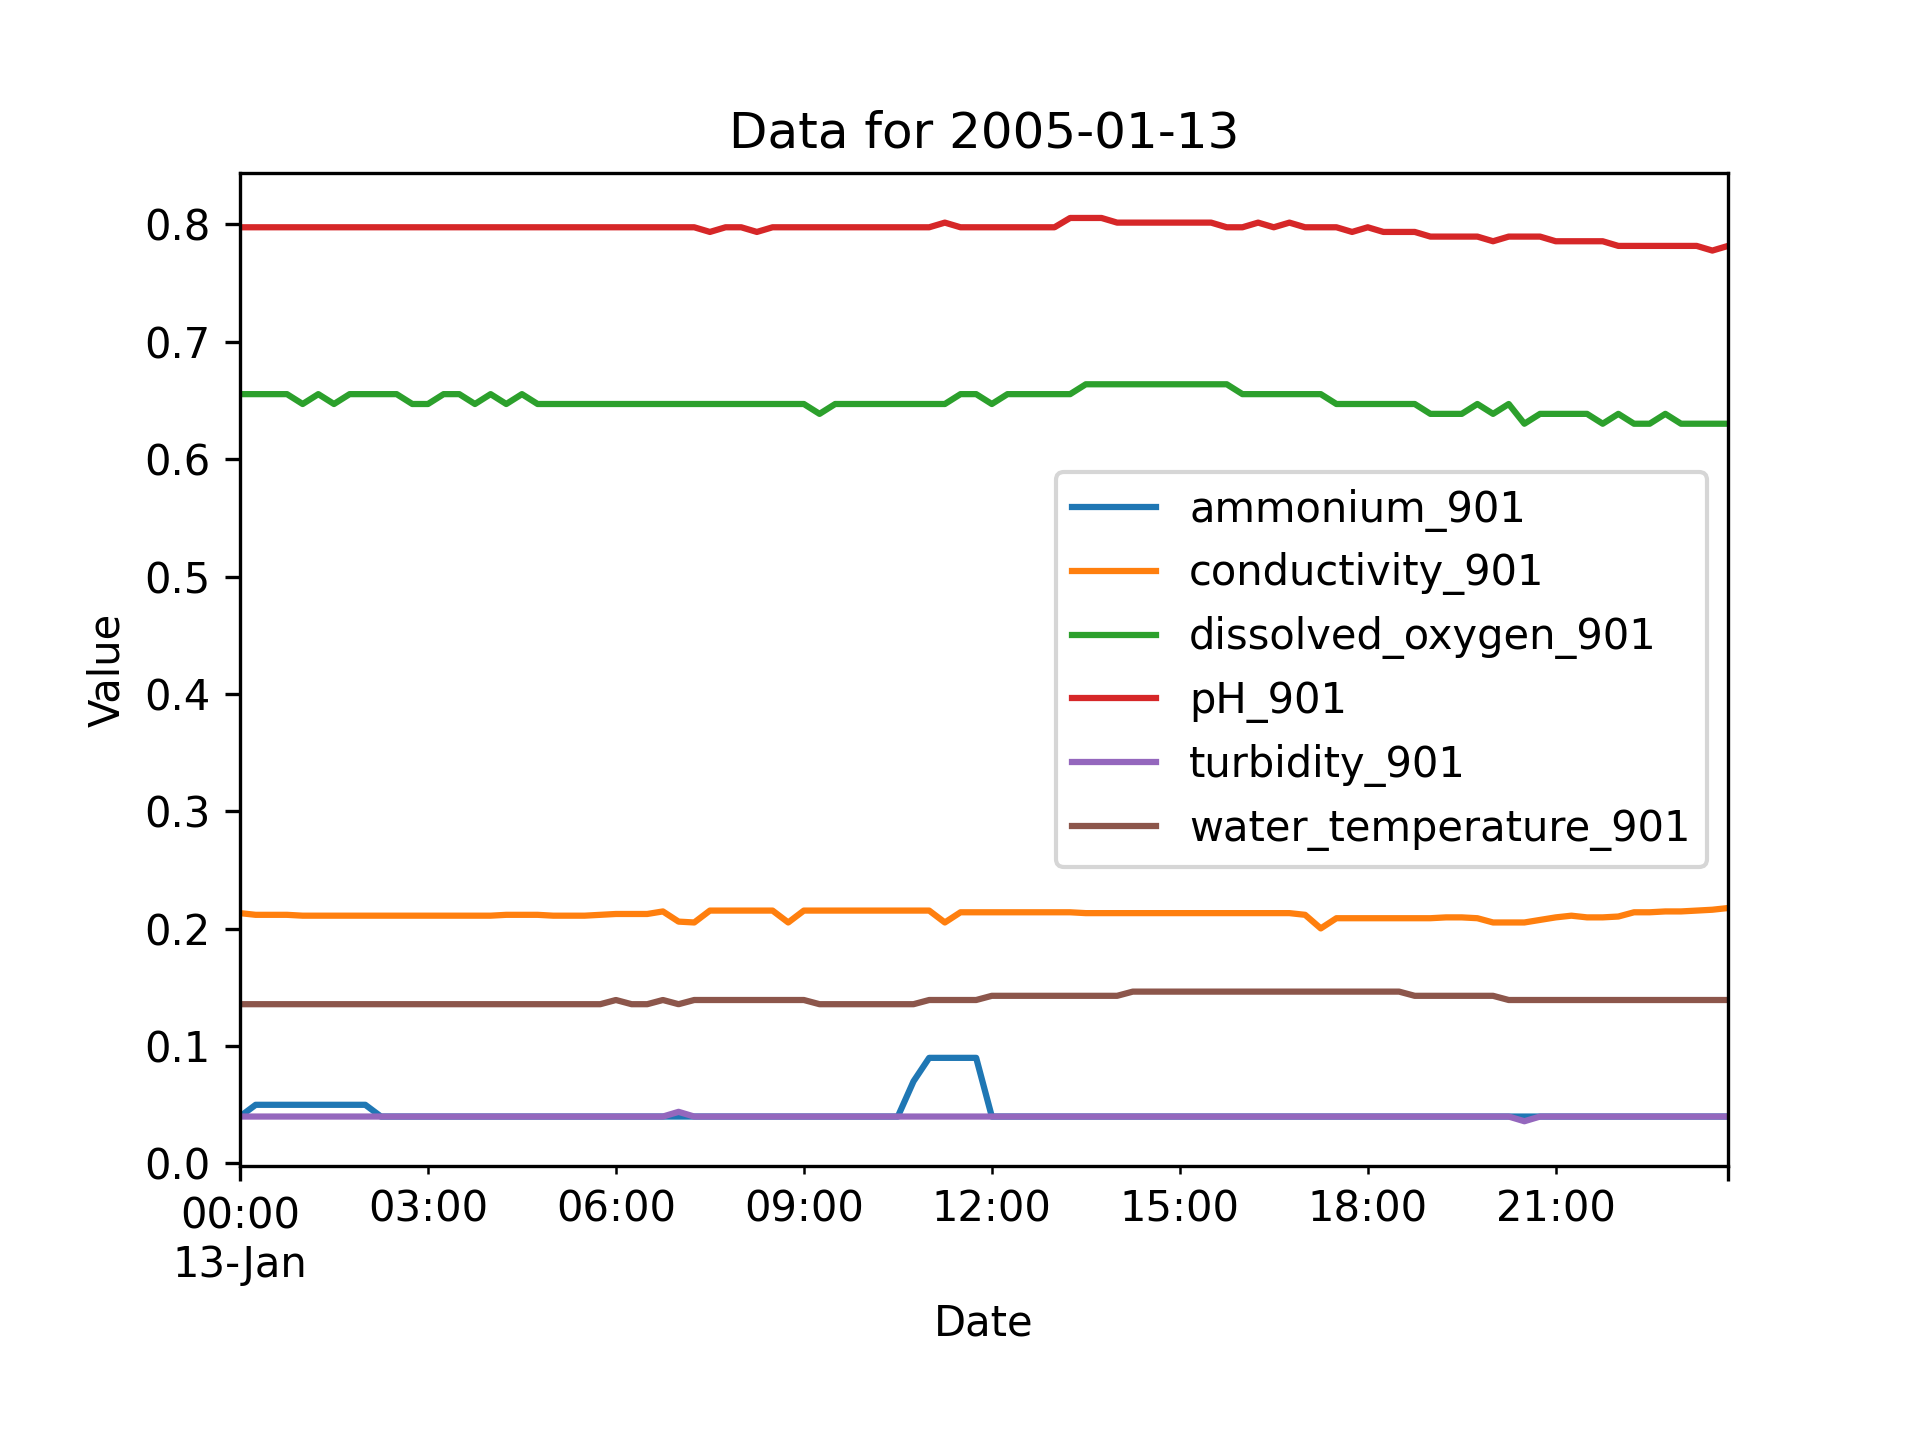 Data for 2005-01-13
0.8
0.7
0.6
0.5
0.4
0.3
0.2
0.1
0.0
Value
ammonium_901
conductivity_901
dissolved_oxygen_901
pH_901
turbidity_901
water_temperature_901
00:00 03:00 06:00 09:00 12:00 15:00 18:00 21:00
13-Jan
Date